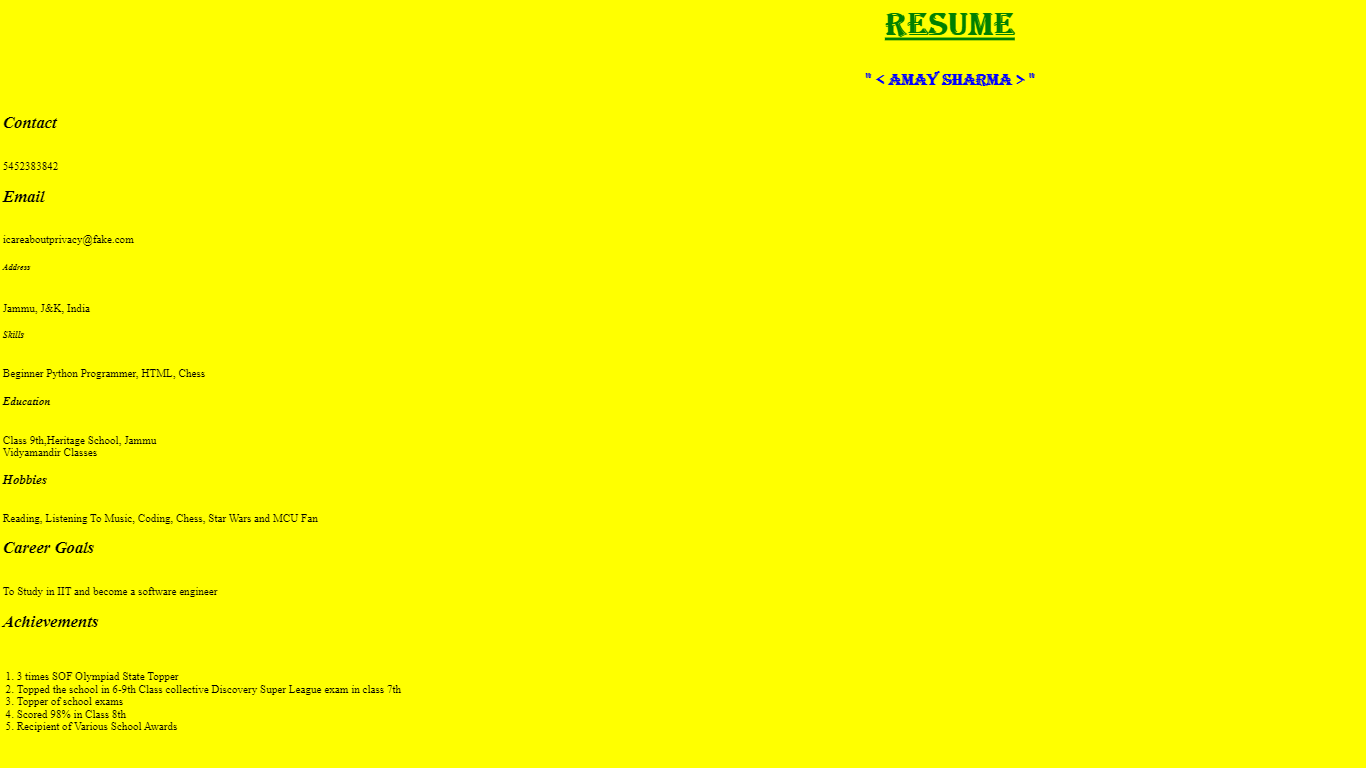 RESUME
" < AMAY SHARMA > "
Contact
5452383842
Email
icareaboutprivacy@fake.com
Address
Jammu, J&K, India
Skills
Beginner Python Programmer, HTML, Chess
Education
Class 9th,Heritage School, Jammu
Vidyamandir Classes
Hobbies
Reading, Listening To Music, Coding, Chess, Star Wars and MCU Fan
Career Goals
To Study in IIT and become a software engineer
Achievements
1. 3 times SOF Olympiad State Topper
2. Topped the school in 6-9th Class collective Discovery Super League exam in class 7th
3. Topper of school exams
4. Scored 98% in Class 8th
5. Recipient of Various School Awards